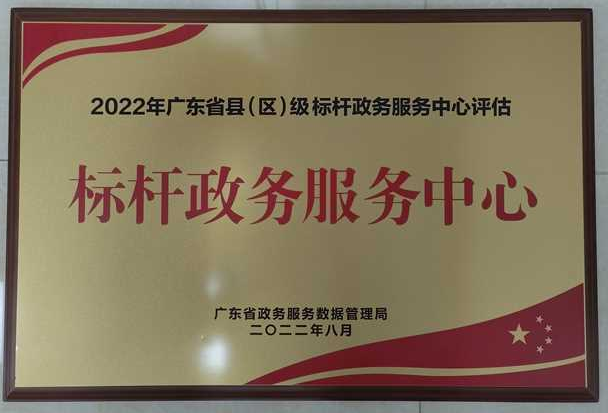 2022年广东省县（区）级标杆政务服务中心评估
标杆政务服务中心
广东省政务服务数据管理局
二〇二二年八月